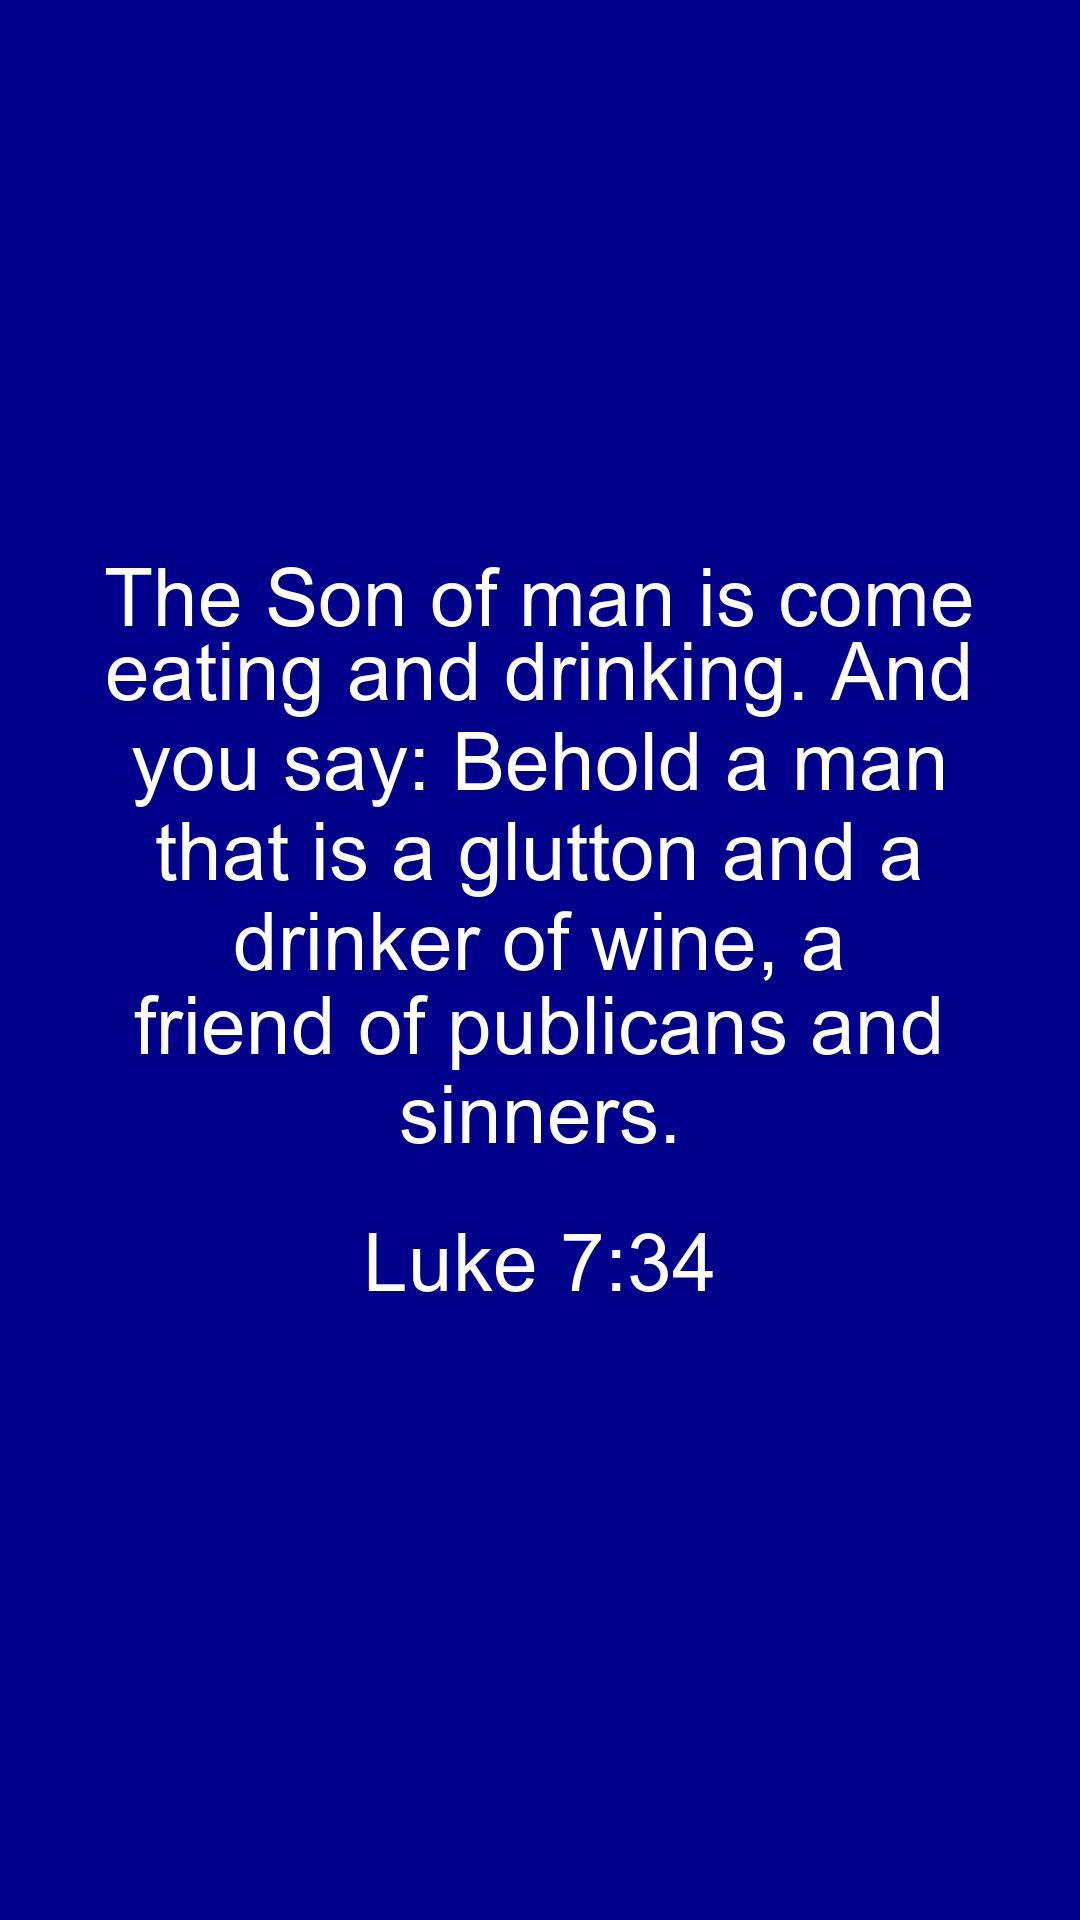 The Son of man is come
eating and drinking. And
you say: Behold a man
that is a glutton and a
drinker of wine, a
friend of publicans and
sinners.
Luke 7:34